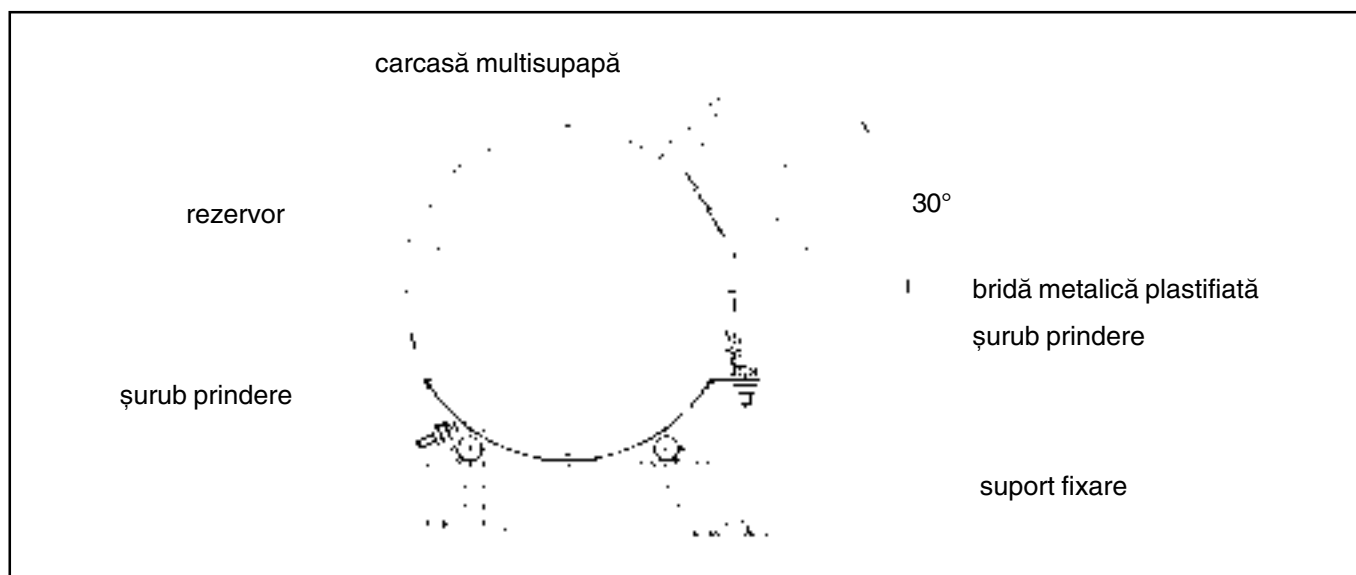 carcasă multisupapă
rezervor
30°
bridă metalică plastifiată
șurub prindere
șurub prindere
suport fixare